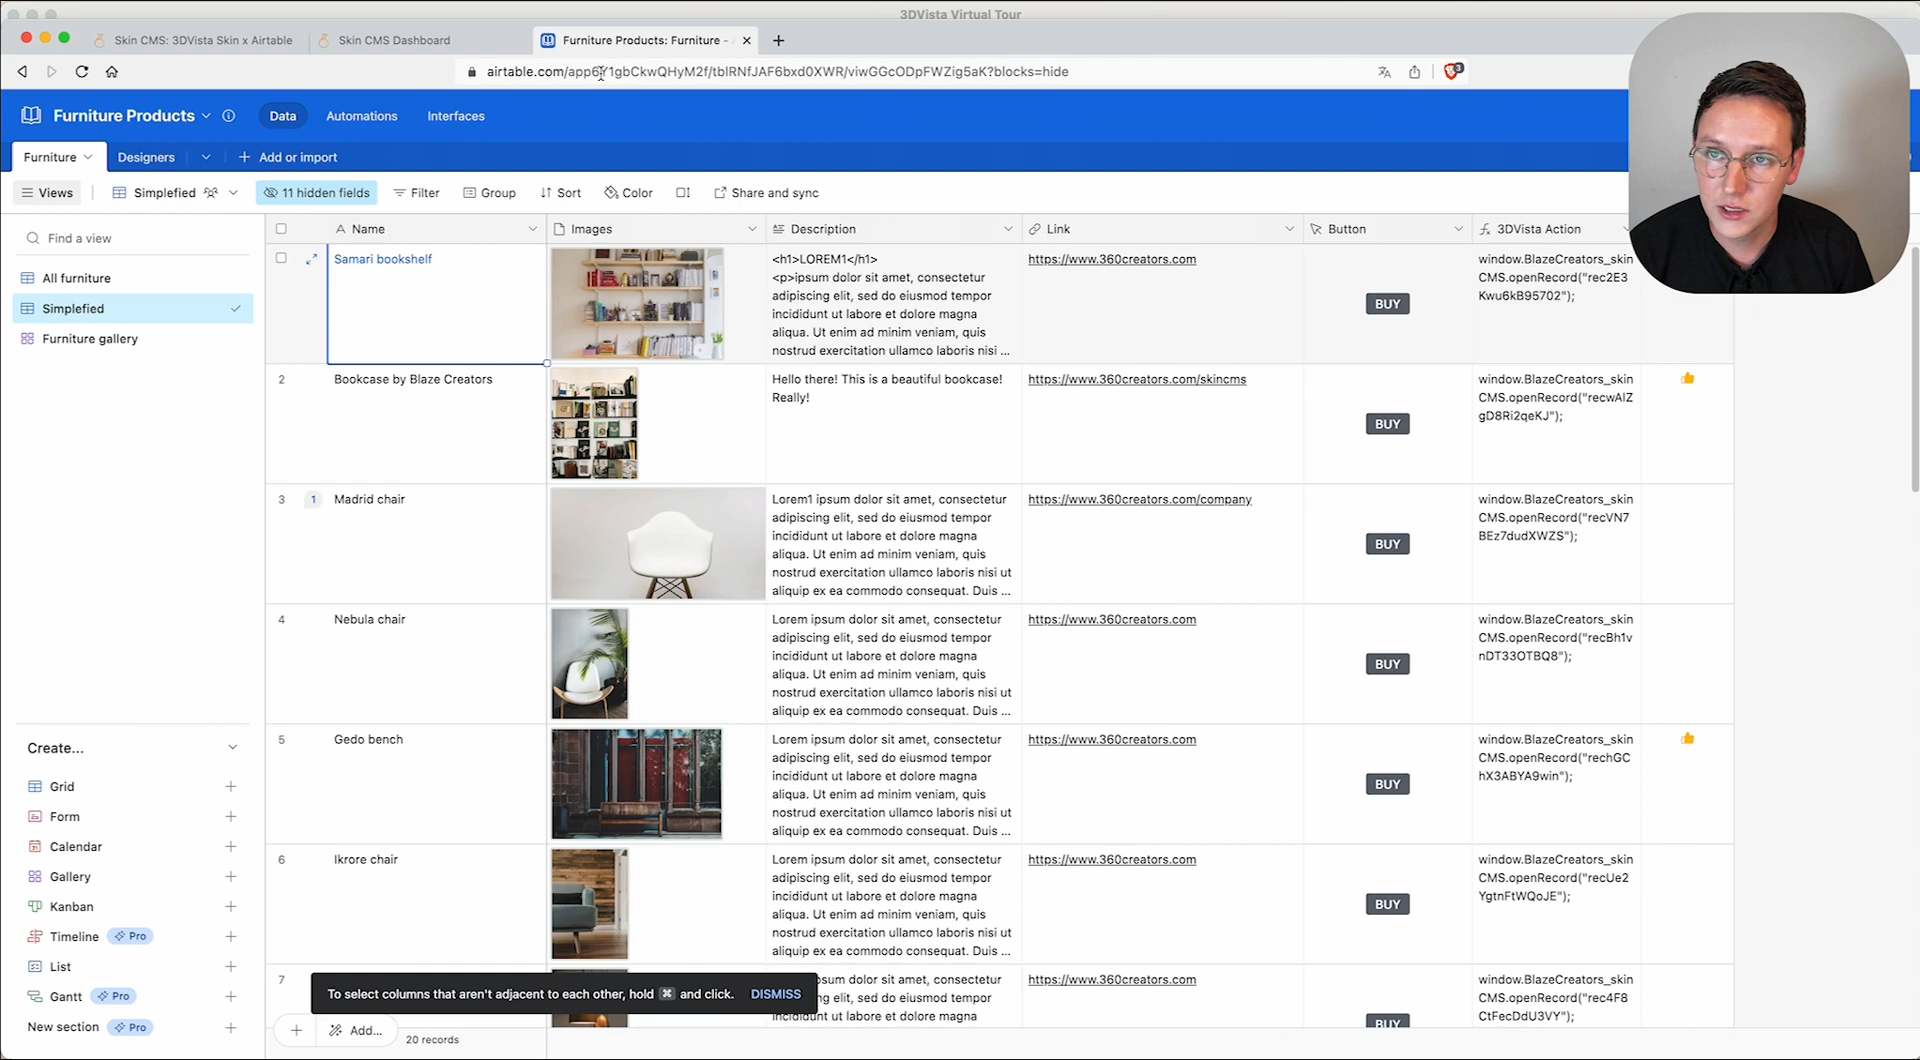 3DVista Virtual Tour
Skin CMS: 3DVista Skin x Airtable
Skin CMS Dashboard
Furniture Products: Furniture -
airtable.com/app6Y1gbCkwQHyM2f/tblRNfJAF6bxd0XWR/viwGGcODpFWZig5aK?blocks=hide
3
Furniture Products
Data
Automations
Interfaces
Furniture
Designers
Add or import
Views
Simplefied
11 hidden fields
Filter
Group
Sort
Color
Share and sync
Find a view
All furniture
Simplefied
Furniture gallery
Create...
Grid
Form
Calendar
Gallery
Kanban
Timeline Pro
List
Gantt Pro
New section Pro
Name
Images
Description
Link
Button
3DVista Action
Samari bookshelf
<h1>LOREM1</h1>
<p>ipsum dolor sit amet, consectetur
adipiscing elit, sed do eiusmod tempor
incididunt ut labore et dolore magna
aliqua. Ut enim ad minim veniam, quis
nostrud exercitation ullamco laboris nisi ...
https://www.360creators.com
BUY
window.BlazeCreators_skin
CMS.openRecord("rec2E3
Kwu6kB95702");
2
Bookcase by Blaze Creators
Hello there! This is a beautiful bookcase!
Really!
https://www.360creators.com/skincms
BUY
window.BlazeCreators_skin
CMS.openRecord("recwAlZ
gD8Ri2qeKJ");
3
1
Madrid chair
Lorem1 ipsum dolor sit amet, consectetur
adipiscing elit, sed do eiusmod tempor
incididunt ut labore et dolore magna
aliqua. Ut enim ad minim veniam, quis
nostrud exercitation ullamco laboris nisi ut
aliquip ex ea commodo consequat. Duis ...
https://www.360creators.com/company
BUY
window.BlazeCreators_skin
CMS.openRecord("recVN7
BEz7dudXWZS");
4
Nebula chair
Lorem ipsum dolor sit amet, consectetur
adipiscing elit, sed do eiusmod tempor
incididunt ut labore et dolore magna
aliqua. Ut enim ad minim veniam, quis
nostrud exercitation ullamco laboris nisi ut
aliquip ex ea commodo consequat. Duis ...
https://www.360creators.com
BUY
window.BlazeCreators_skin
CMS.openRecord("recBh1v
nDT33OTBQ8");
5
Gedo bench
Lorem ipsum dolor sit amet, consectetur
adipiscing elit, sed do eiusmod tempor
incididunt ut labore et dolore magna
aliqua. Ut enim ad minim veniam, quis
nostrud exercitation ullamco laboris nisi ut
aliquip ex ea commodo consequat. Duis ...
https://www.360creators.com
BUY
window.BlazeCreators_skin
CMS.openRecord("rechGC
hX3ABYA9win");
6
Ikrore chair
Lorem ipsum dolor sit amet, consectetur
adipiscing elit, sed do eiusmod tempor
incididunt ut labore et dolore magna
aliqua. Ut enim ad minim veniam, quis
nostrud exercitation ullamco laboris nisi ut
aliquip ex ea commodo consequat. Duis ...
https://www.360creators.com
BUY
window.BlazeCreators_skin
CMS.openRecord("recUe2
YgtnFtWQoJE");
7
To select columns that aren't adjacent to each other, hold ⌘ and click. DISMISS
sum dolor sit amet, consectetur
adipiscing elit, sed do eiusmod tempor
incididunt ut labore et dolore magna
https://www.360creators.com
BUY
window.BlazeCreators_skin
CMS.openRecord("rec4F8
CtFecDdU3VY");
Add...
20 records